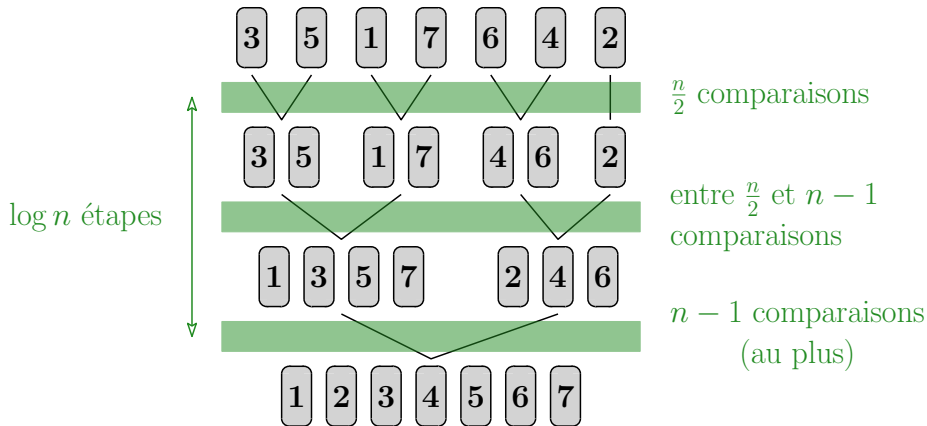 3 5 1 7 6 4 2
n/2 comparaisons
3 5 1 7 4 6 2
log n étapes
entre n/2 et n − 1
comparaisons
1 3 5 7 2 4 6
n − 1 comparaisons
(au plus)
1 2 3 4 5 6 7